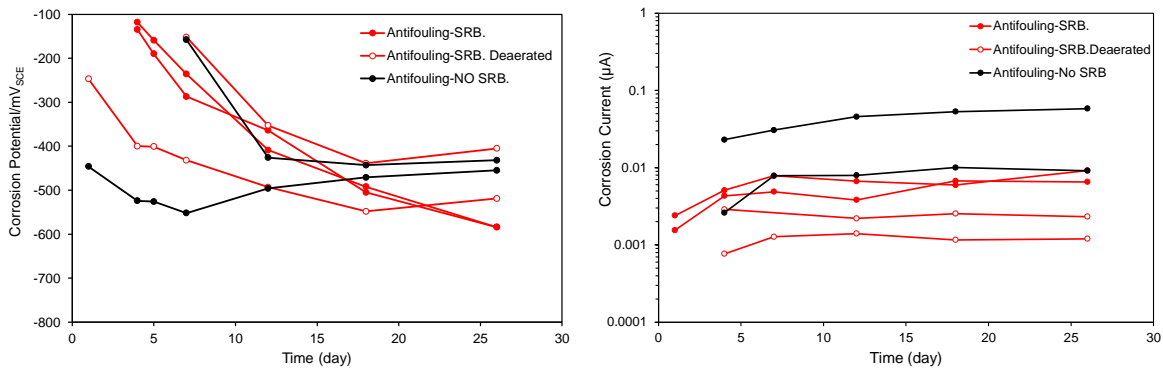 -100
-200
-300
-400
-500
-600
-700
-800
0
5
10
15
20
25
30
Corrosion Potential/mVSCE
Time (day)
Antifouling-SRB.
Antifouling-SRB. Deaerated
Antifouling-NO SRB.
1
0.1
0.01
0.001
0.0001
0
5
10
15
20
25
30
Corrosion Current (µA)
Time (day)
Antifouling-SRB.
Antifouling-SRB.Deaerated
Antifouling-No SRB